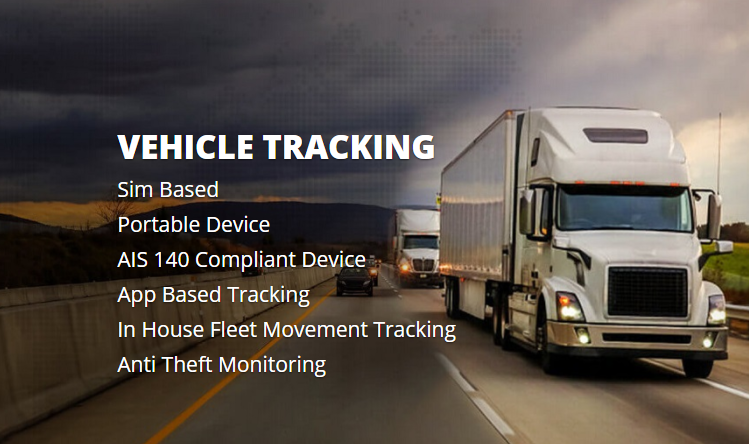 VEHICLE TRACKING
Sim Based
Portable Device
AIS 140 Compliant Device
App Based Tracking
In House Fleet Movement Tracking
Anti Theft Monitoring